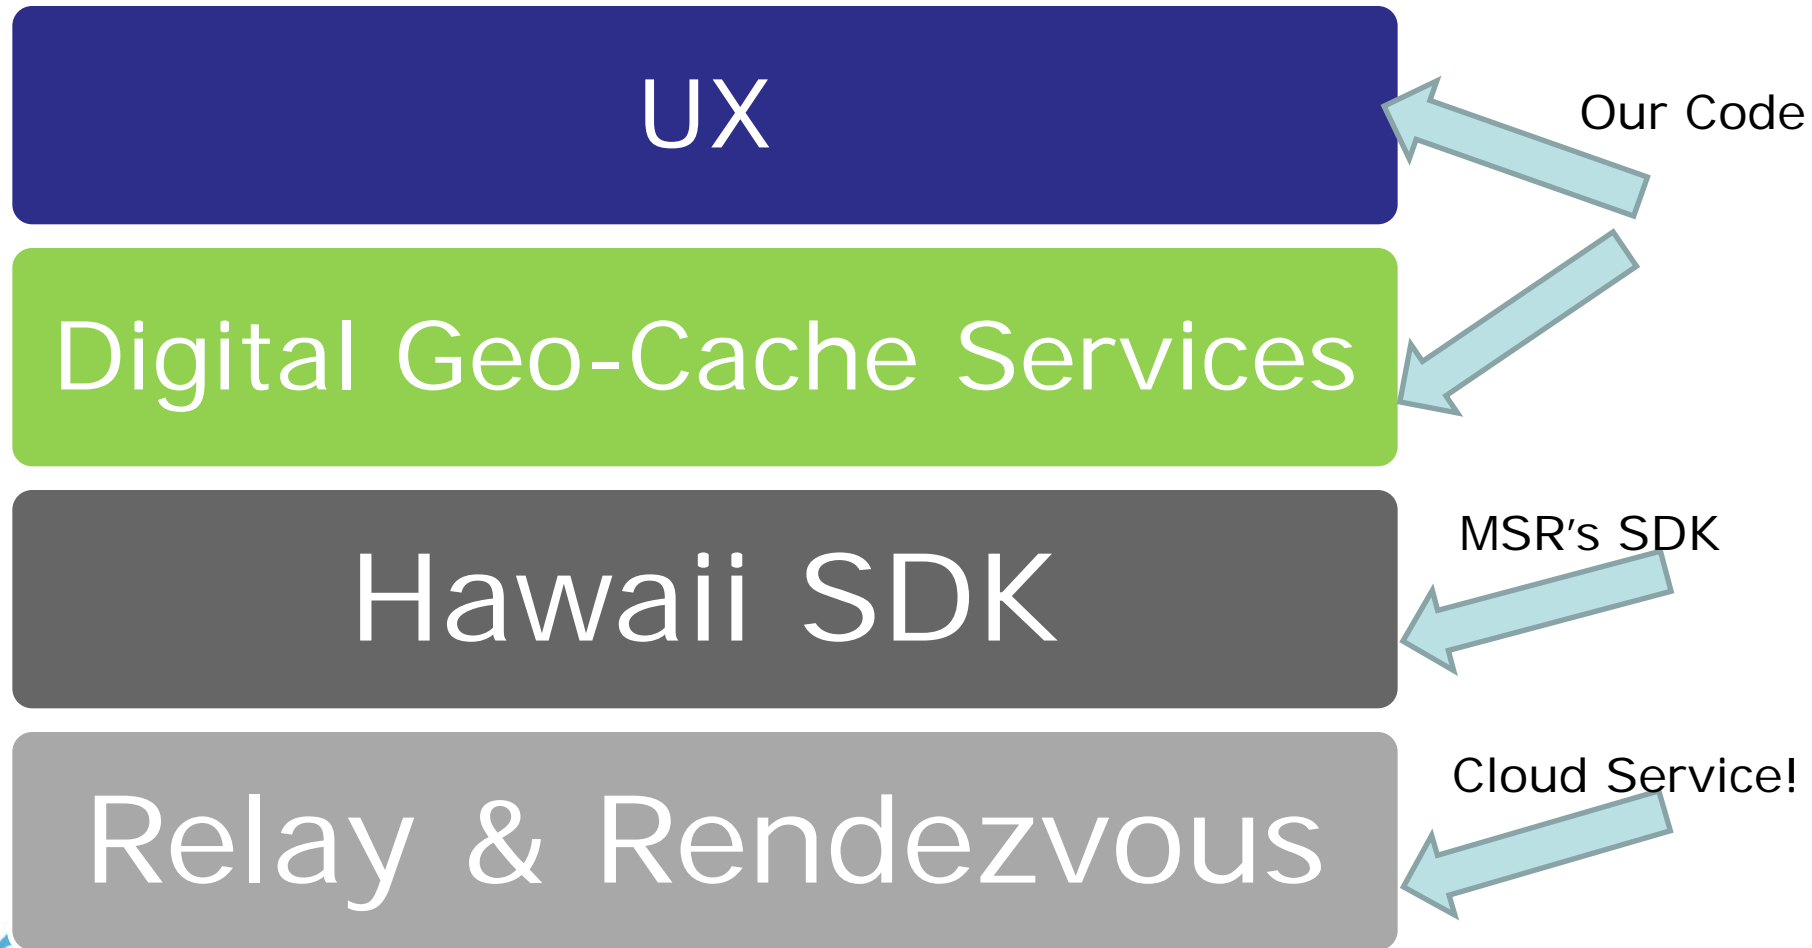 UX
Our Code
Digital Geo-Cache Services
Hawaii SDK
MSR's SDK
Relay & Rendezvous
Cloud Service!